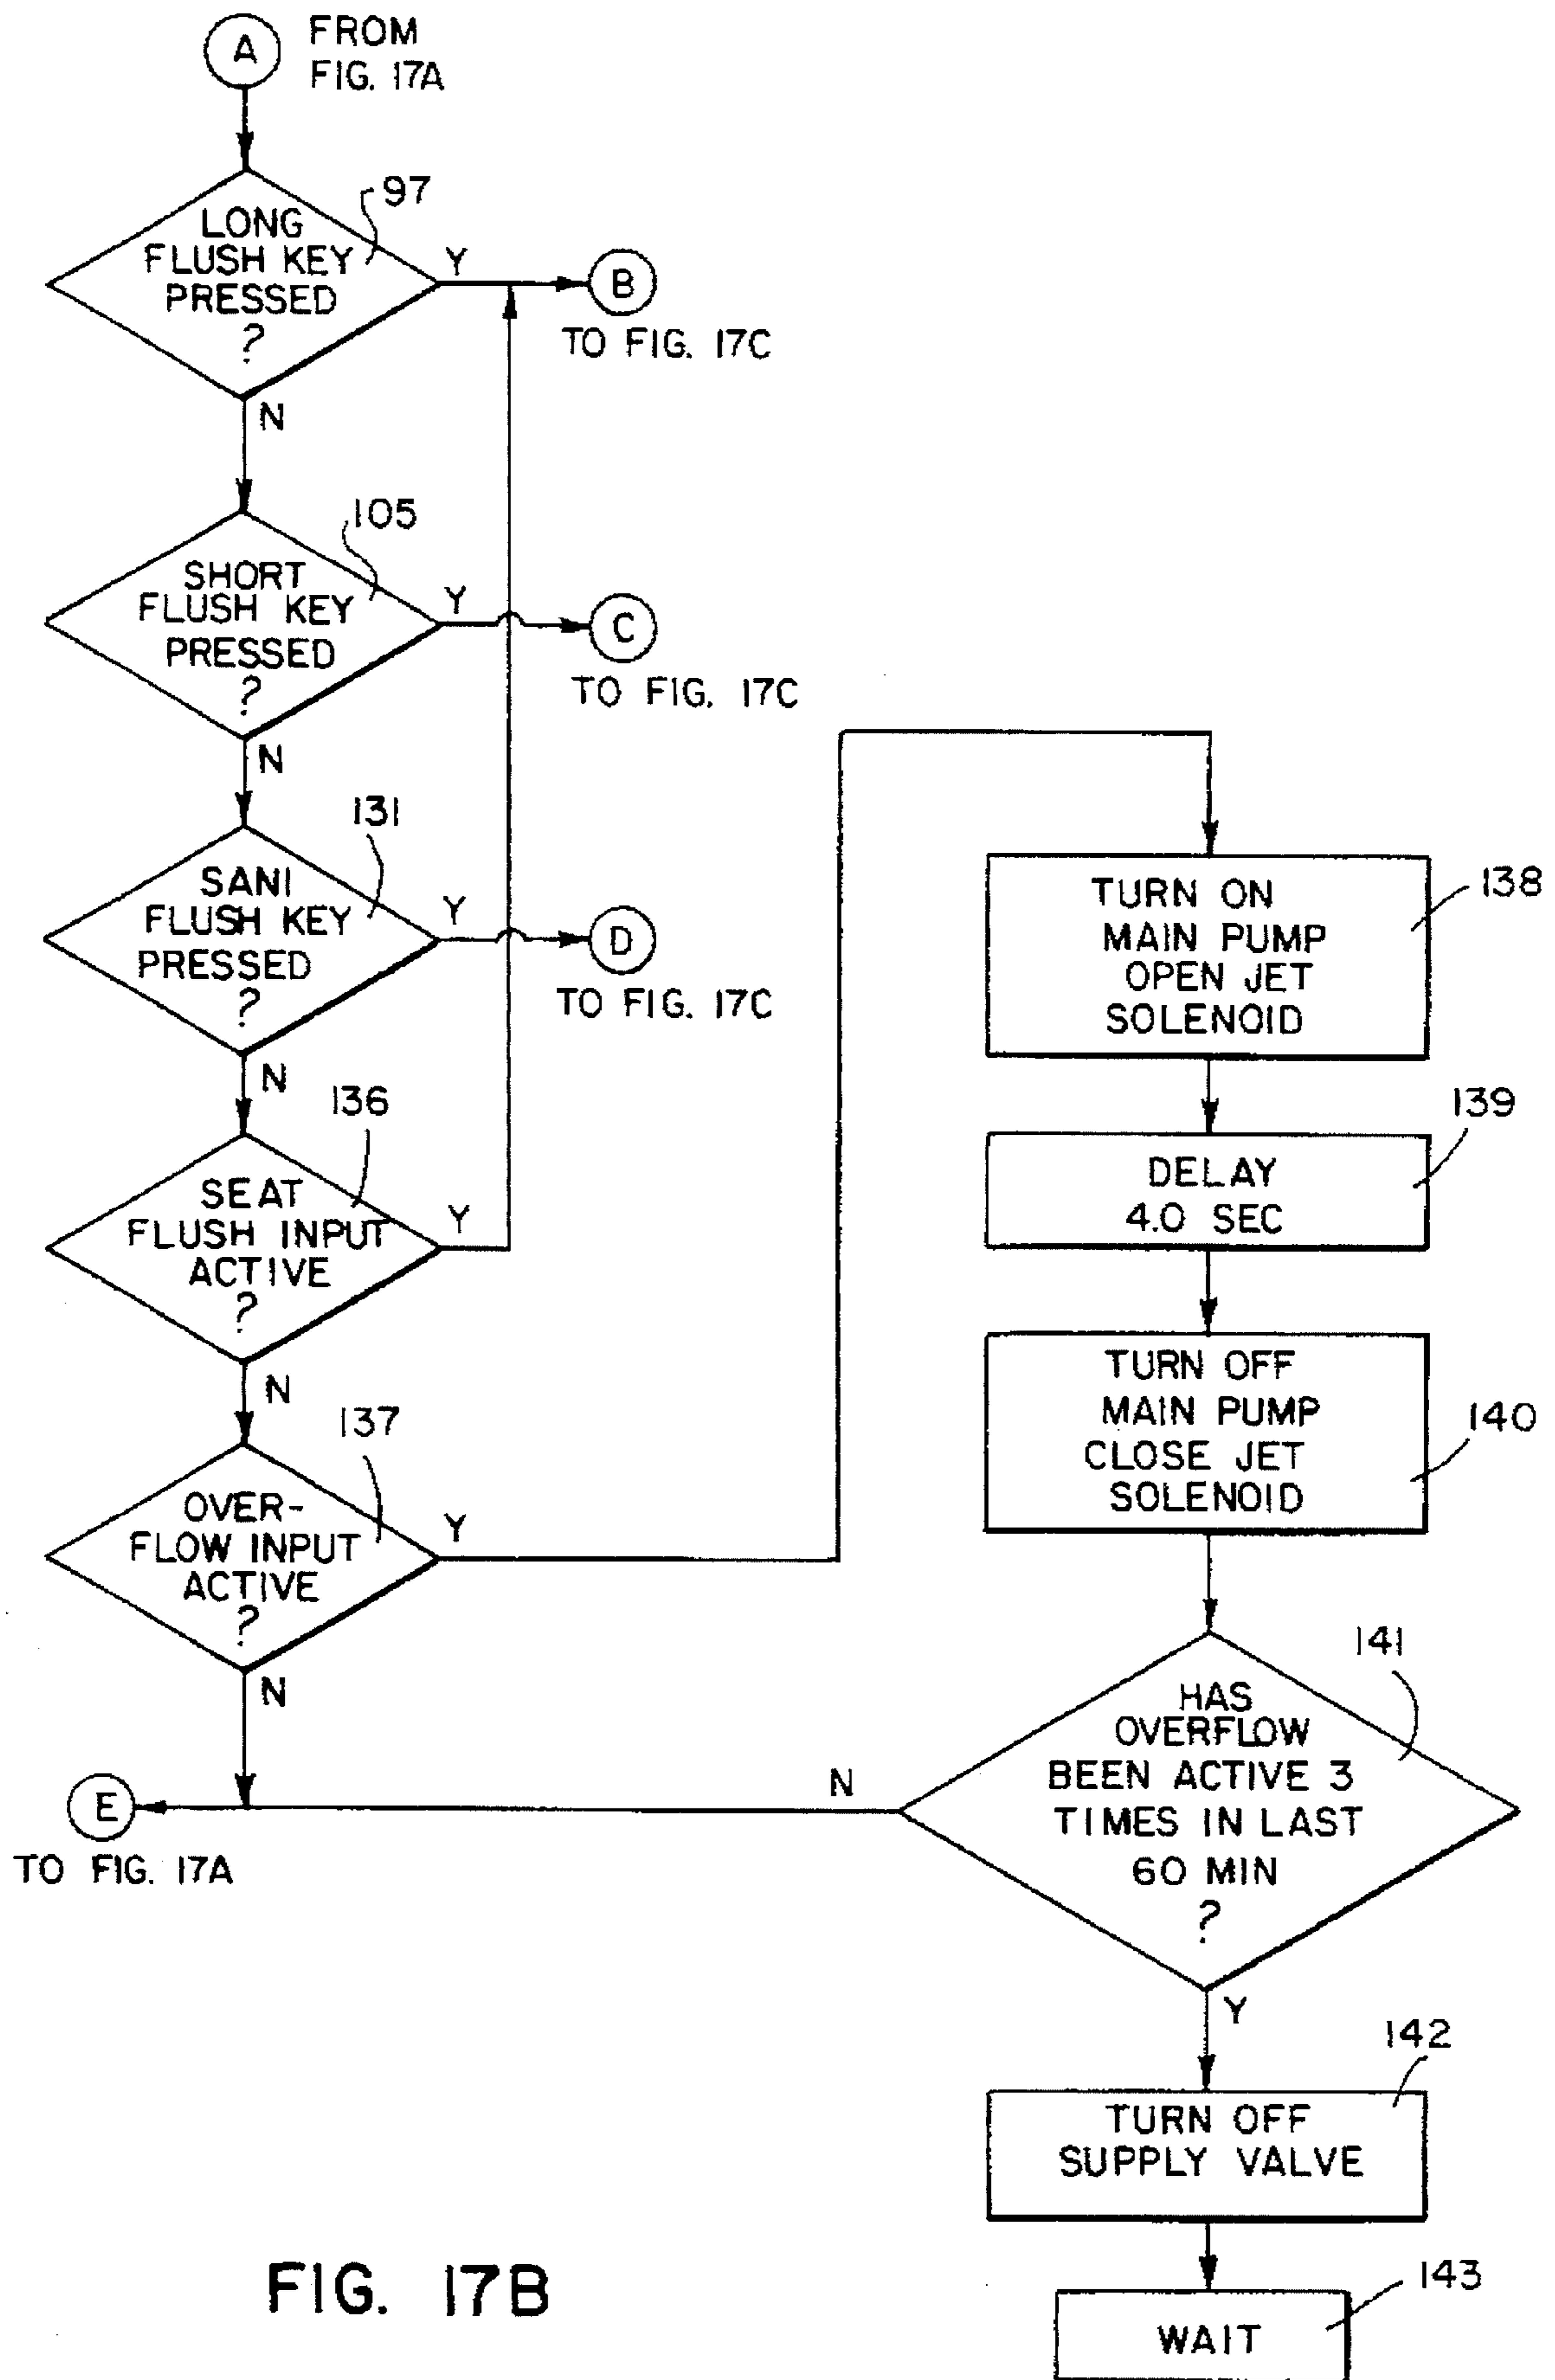 A
FROM
FIG. 17A
LONG
FLUSH KEY
PRESSED
?
97
Y
B
TO FIG. 17C
N
SHORT
FLUSH KEY
PRESSED
?
105
Y
C
TO FIG. 17C
N
SANI
FLUSH KEY
PRESSED
?
131
Y
D
TO FIG. 17C
N
SEAT
FLUSH INPUT
ACTIVE
?
136
Y
N
OVER-
FLOW INPUT
ACTIVE
?
137
Y
N
E
TO FIG. 17A
TURN ON
MAIN PUMP
OPEN JET
SOLENOID
138
DELAY
4.0 SEC
139
TURN OFF
MAIN PUMP
CLOSE JET
SOLENOID
140
HAS
OVERFLOW
BEEN ACTIVE 3
TIMES IN LAST
60 MIN
?
141
N
Y
TURN OFF
SUPPLY VALVE
142
WAIT
143
FIG. 17B